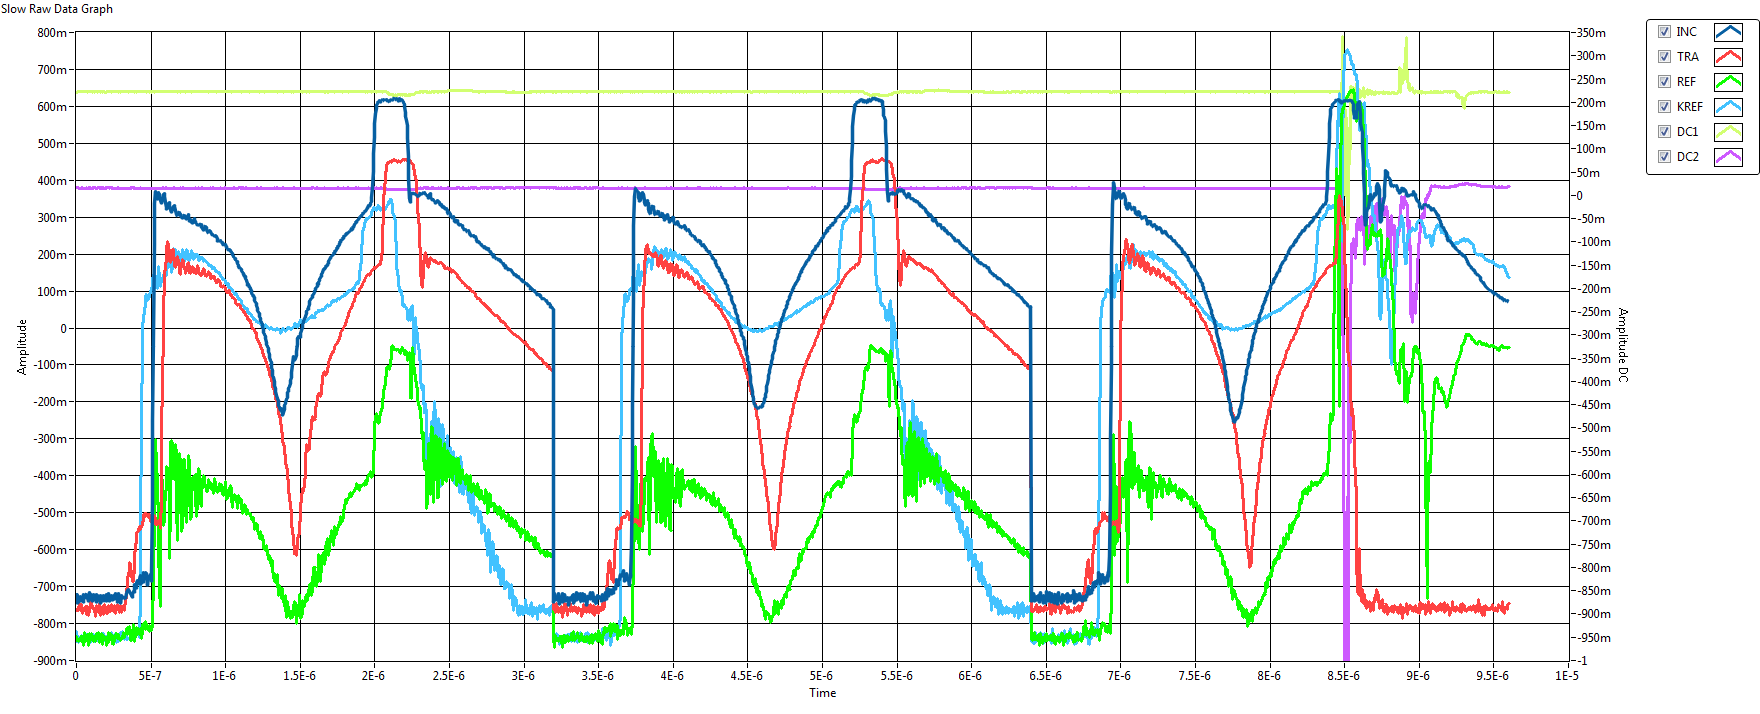 Slow Raw Data Graph
800m
700m
600m
500m
400m
300m
200m
100m
0
-100m
-200m
-300m
-400m
-500m
-600m
-700m
-800m
-900m
Amplitude
0
5E-7
1E-6
1.5E-6
2E-6
2.5E-6
3E-6
3.5E-6
4E-6
4.5E-6
5E-6
5.5E-6
6E-6
6.5E-6
7E-6
7.5E-6
8E-6
8.5E-6
9E-6
9.5E-6
1E-5
Time
350m
300m
250m
200m
150m
100m
50m
0
-50m
-100m
-150m
-200m
-250m
-300m
-350m
-400m
-450m
-500m
-550m
-600m
-650m
-700m
-750m
-800m
-850m
-900m
-950m
-1
Amplitude DC
INC
TRA
REF
KREF
DC1
DC2